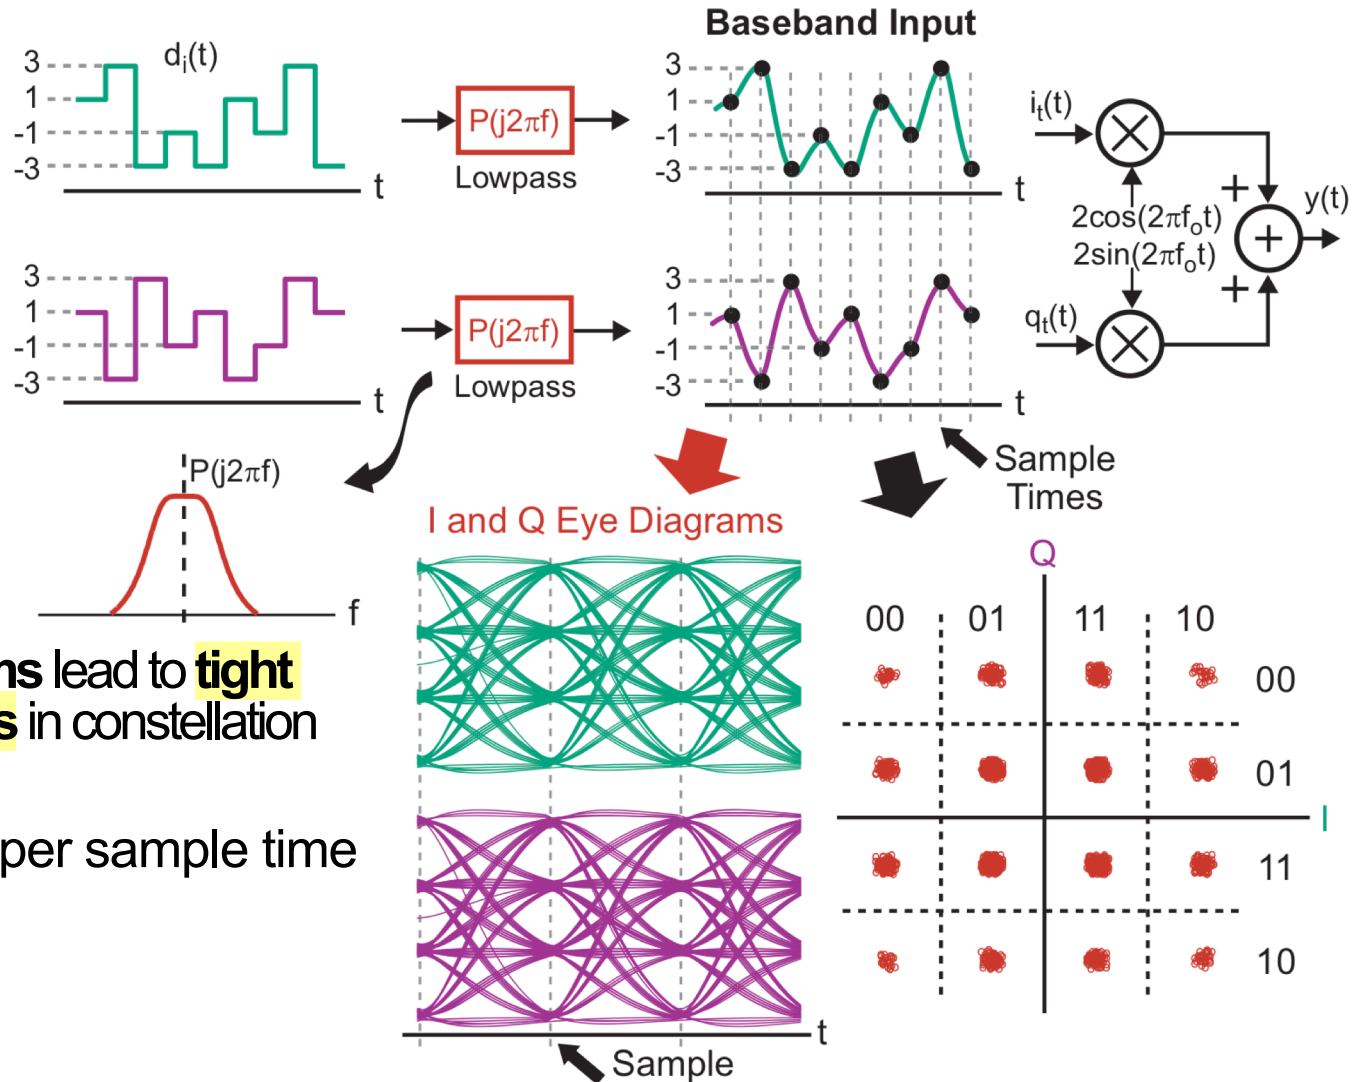 Baseband Input
3
1
-1
-3
d_i(t)
t
P(j2πf)
Lowpass
3
1
-1
-3
t
i_t(t)
2cos(2πf_ot)
2sin(2πf_ot)
+
+
+
y(t)
q_t(t)
3
1
-1
-3
t
P(j2πf)
Lowpass
3
1
-1
-3
t
Sample
Times
P(j2πf)
f
ns lead to tight
s in constellation
per sample time
I and Q Eye Diagrams
t
Sample
Q
I
00 01 11 10
00
01
11
10